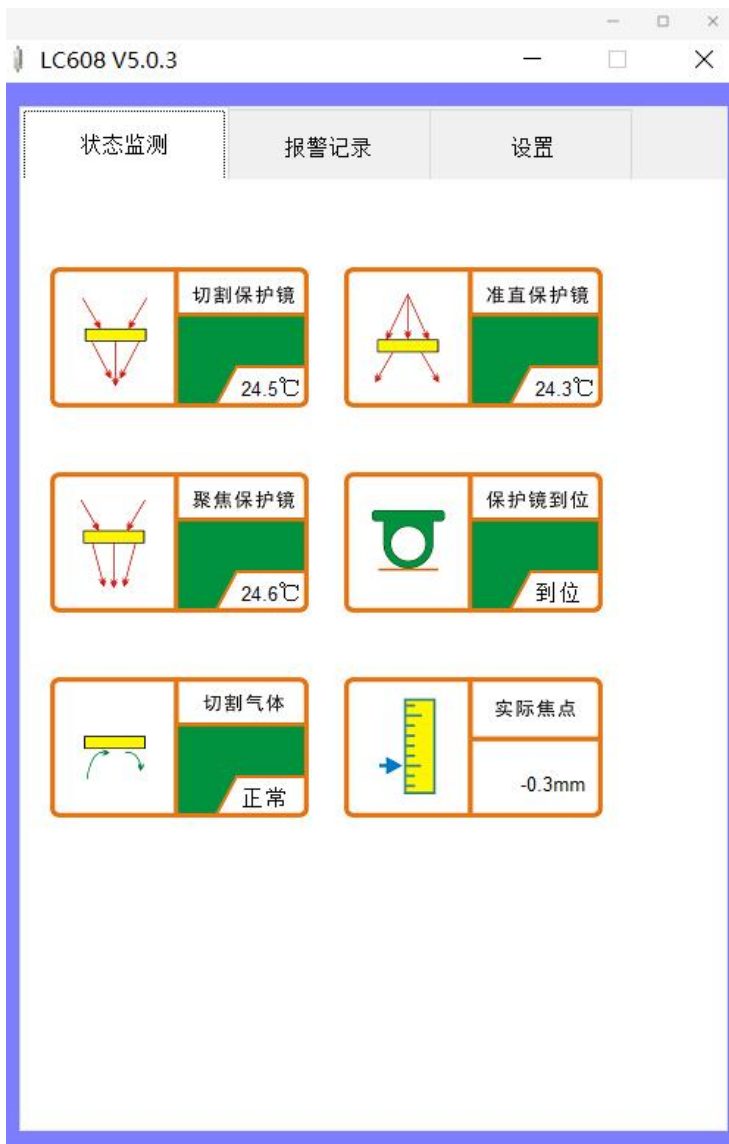 LC608 V5.0.3
状态监测 报警记录 设置
切割保护镜
24.5℃
准直保护镜
24.3℃
聚焦保护镜
24.6℃
保护镜到位
到位
切割气体
正常
实际焦点
-0.3mm